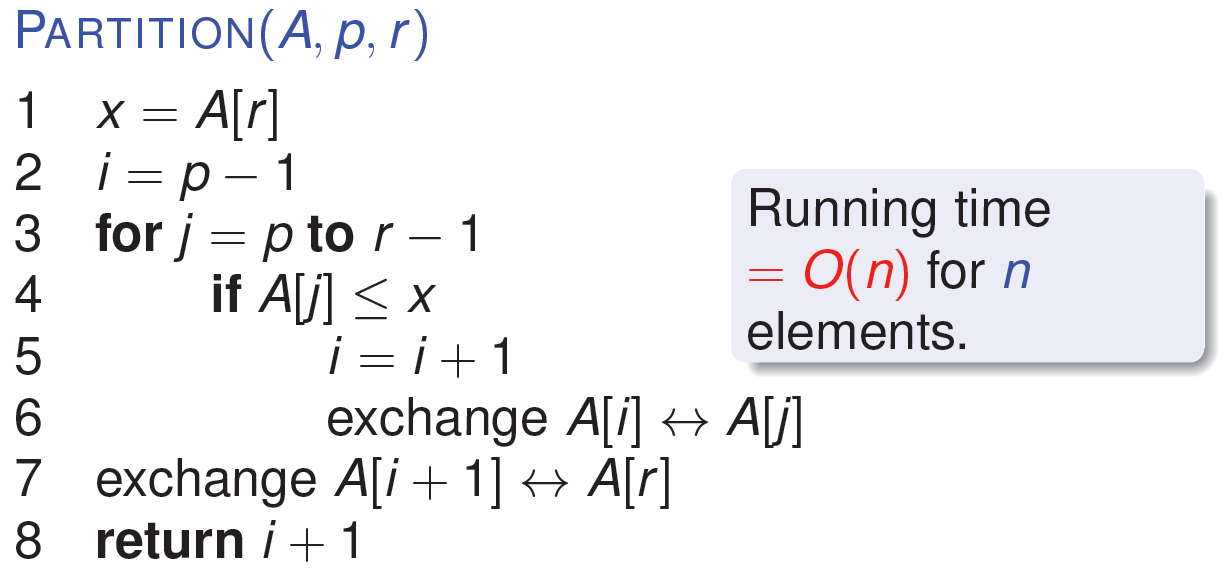 PARTITION(A, p, r)
1 x = A[r]
2 i = p − 1
3 for j = p to r − 1
4 if A[j] ≤ x
5 i = i + 1
6 exchange A[i] ↔ A[j]
7 exchange A[i + 1] ↔ A[r]
8 return i + 1
Running time
= O(n) for n
elements.